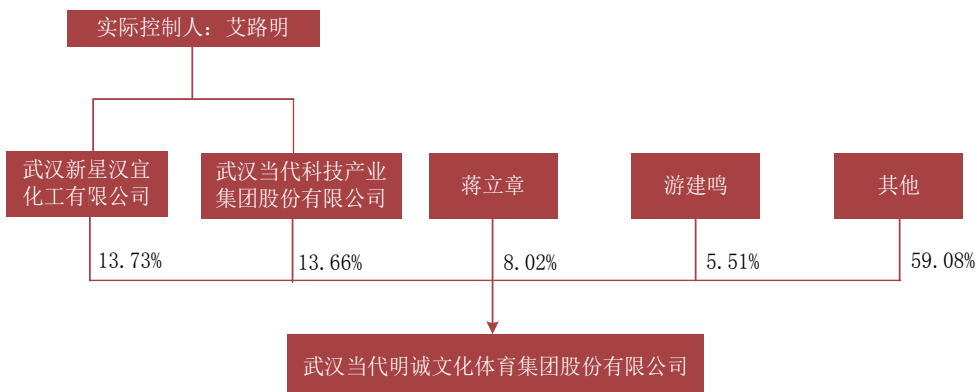 实际控制人：艾路明
武汉新星汉宜
化工有限公司
武汉当代科技产业
集团股份有限公司
蒋立章
游建鸣
其他
13.73%
13.66%
8.02%
5.51%
59.08%
武汉当代明诚文化体育集团股份有限公司